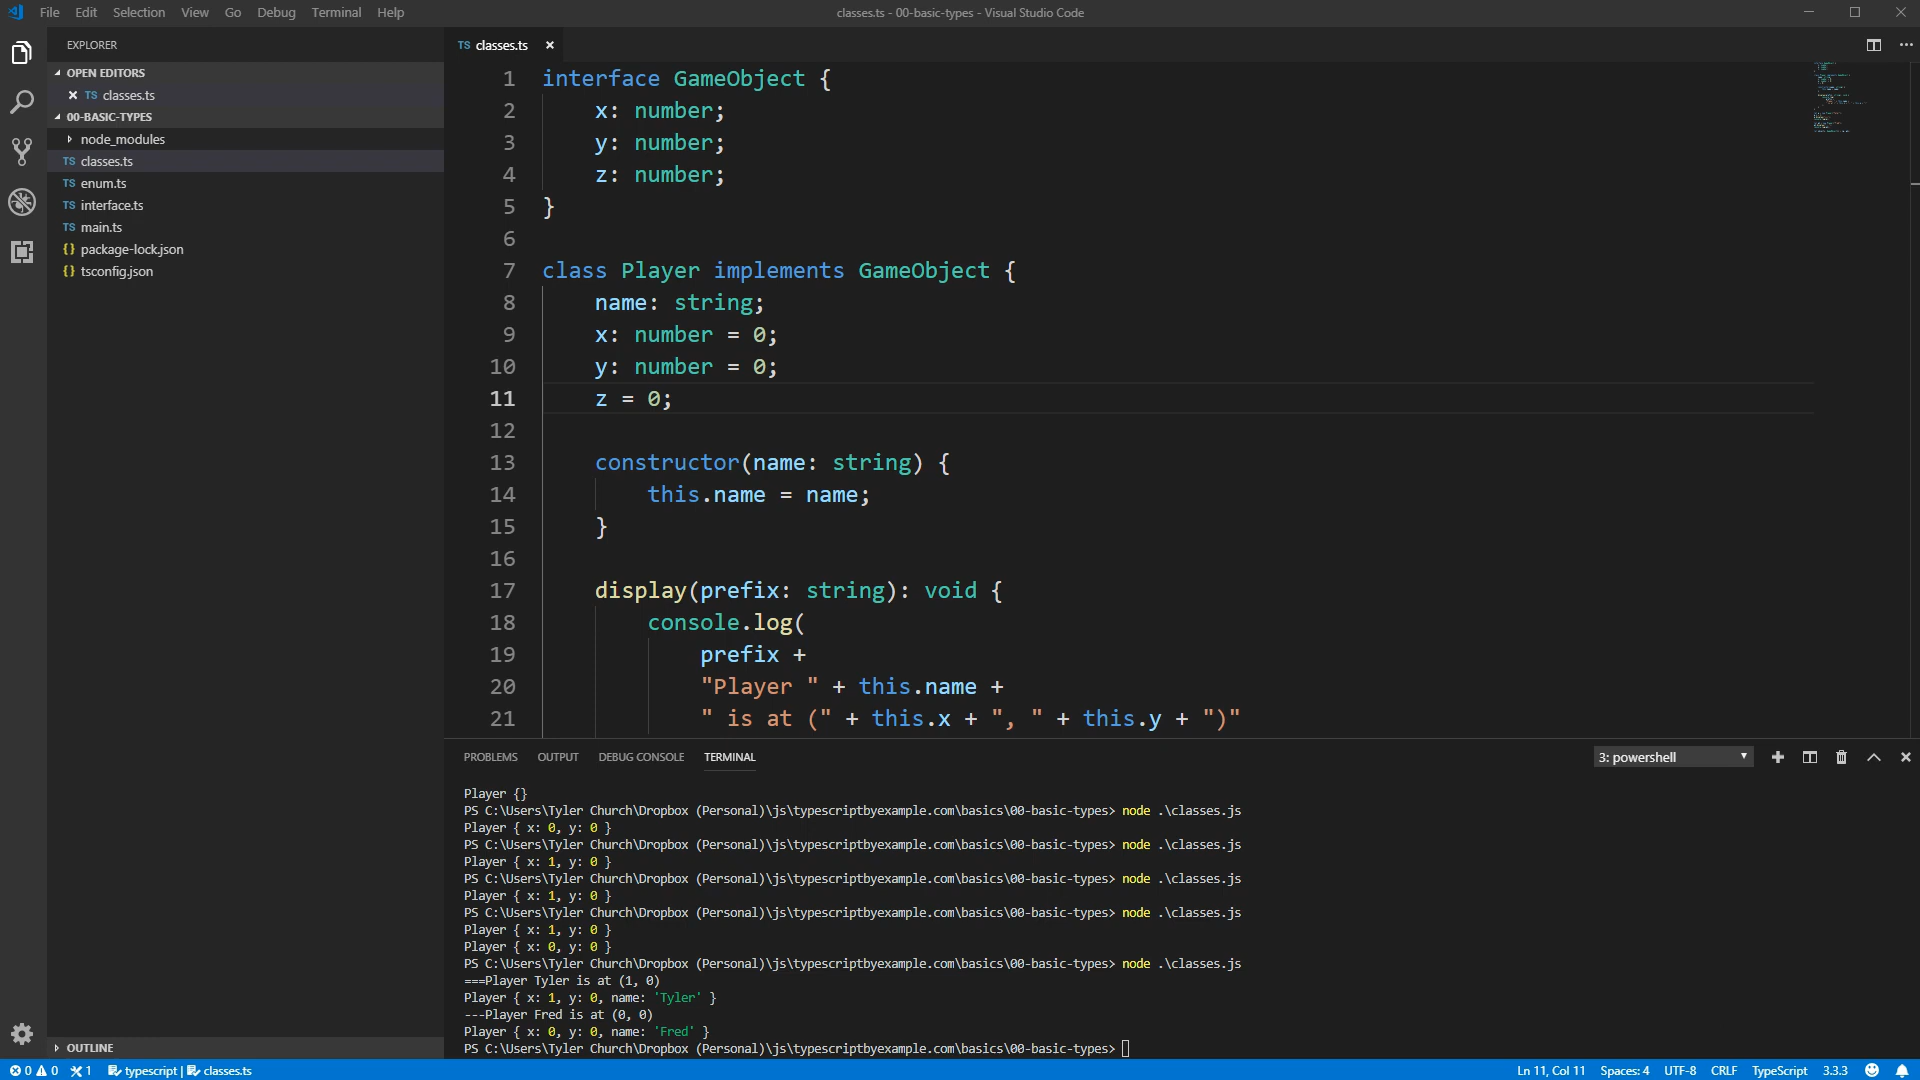 File Edit Selection View Go Debug Terminal Help
classes.ts - 00-basic-types - Visual Studio Code
EXPLORER
OPEN EDITORS
TS classes.ts
00-BASIC-TYPES
node_modules
TS classes.ts
TS enum.ts
TS interface.ts
TS main.ts
{} package-lock.json
{} tsconfig.json
OUTLINE
TS classes.ts
1 interface GameObject {
2 x: number;
3 y: number;
4 z: number;
5 }
6
7 class Player implements GameObject {
8 name: string;
9 x: number = 0;
10 y: number = 0;
11 z = 0;
12
13 constructor(name: string) {
14 this.name = name;
15 }
16
17 display(prefix: string): void {
18 console.log(
19 prefix +
20 "Player " + this.name +
21 " is at (" + this.x + ", " + this.y + ")"
PROBLEMS OUTPUT DEBUG CONSOLE TERMINAL
3: powershell
Player {}
PS C:\Users\Tyler Church\Dropbox (Personal)\js\typescriptbyexample.com\basics\00-basic-types> node .\classes.js
Player { x: 0, y: 0 }
PS C:\Users\Tyler Church\Dropbox (Personal)\js\typescriptbyexample.com\basics\00-basic-types> node .\classes.js
Player { x: 1, y: 0 }
PS C:\Users\Tyler Church\Dropbox (Personal)\js\typescriptbyexample.com\basics\00-basic-types> node .\classes.js
Player { x: 1, y: 0 }
PS C:\Users\Tyler Church\Dropbox (Personal)\js\typescriptbyexample.com\basics\00-basic-types> node .\classes.js
Player { x: 1, y: 0 }
Player { x: 0, y: 0 }
PS C:\Users\Tyler Church\Dropbox (Personal)\js\typescriptbyexample.com\basics\00-basic-types> node .\classes.js
===Player Tyler is at (1, 0)
Player { x: 1, y: 0, name: 'Tyler' }
---Player Fred is at (0, 0)
Player { x: 0, y: 0, name: 'Fred' }
PS C:\Users\Tyler Church\Dropbox (Personal)\js\typescriptbyexample.com\basics\00-basic-types>
0 0 1 typescript | classes.ts
Ln 11, Col 11 Spaces: 4 UTF-8 CRLF TypeScript 3.3.3